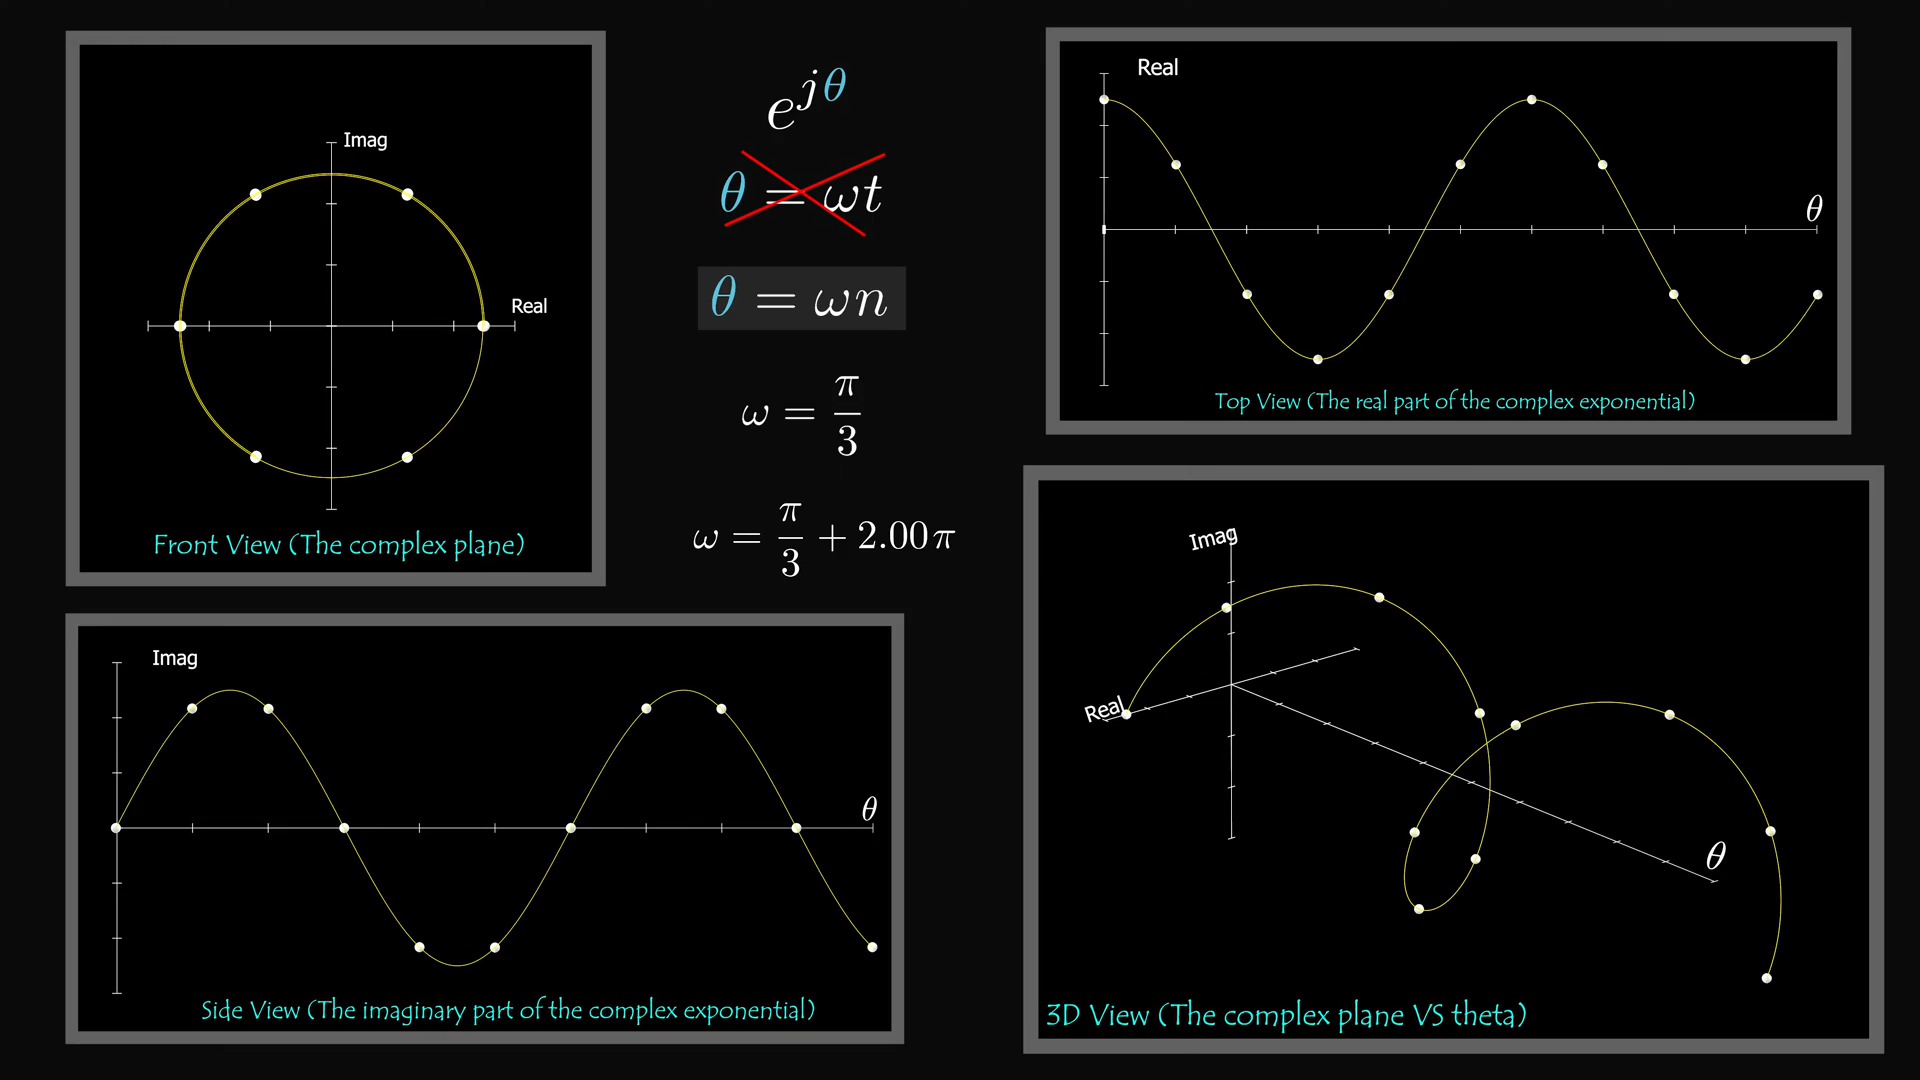 Imag
Real
Front View (The complex plane)
e^{jθ}
θ = ωt
θ = ωn
ω = π/3
ω = π/3 + 2.00π
Real
θ
Top View (The real part of the complex exponential)
Imag
θ
Side View (The imaginary part of the complex exponential)
Imag
Real
θ
3D View (The complex plane VS theta)